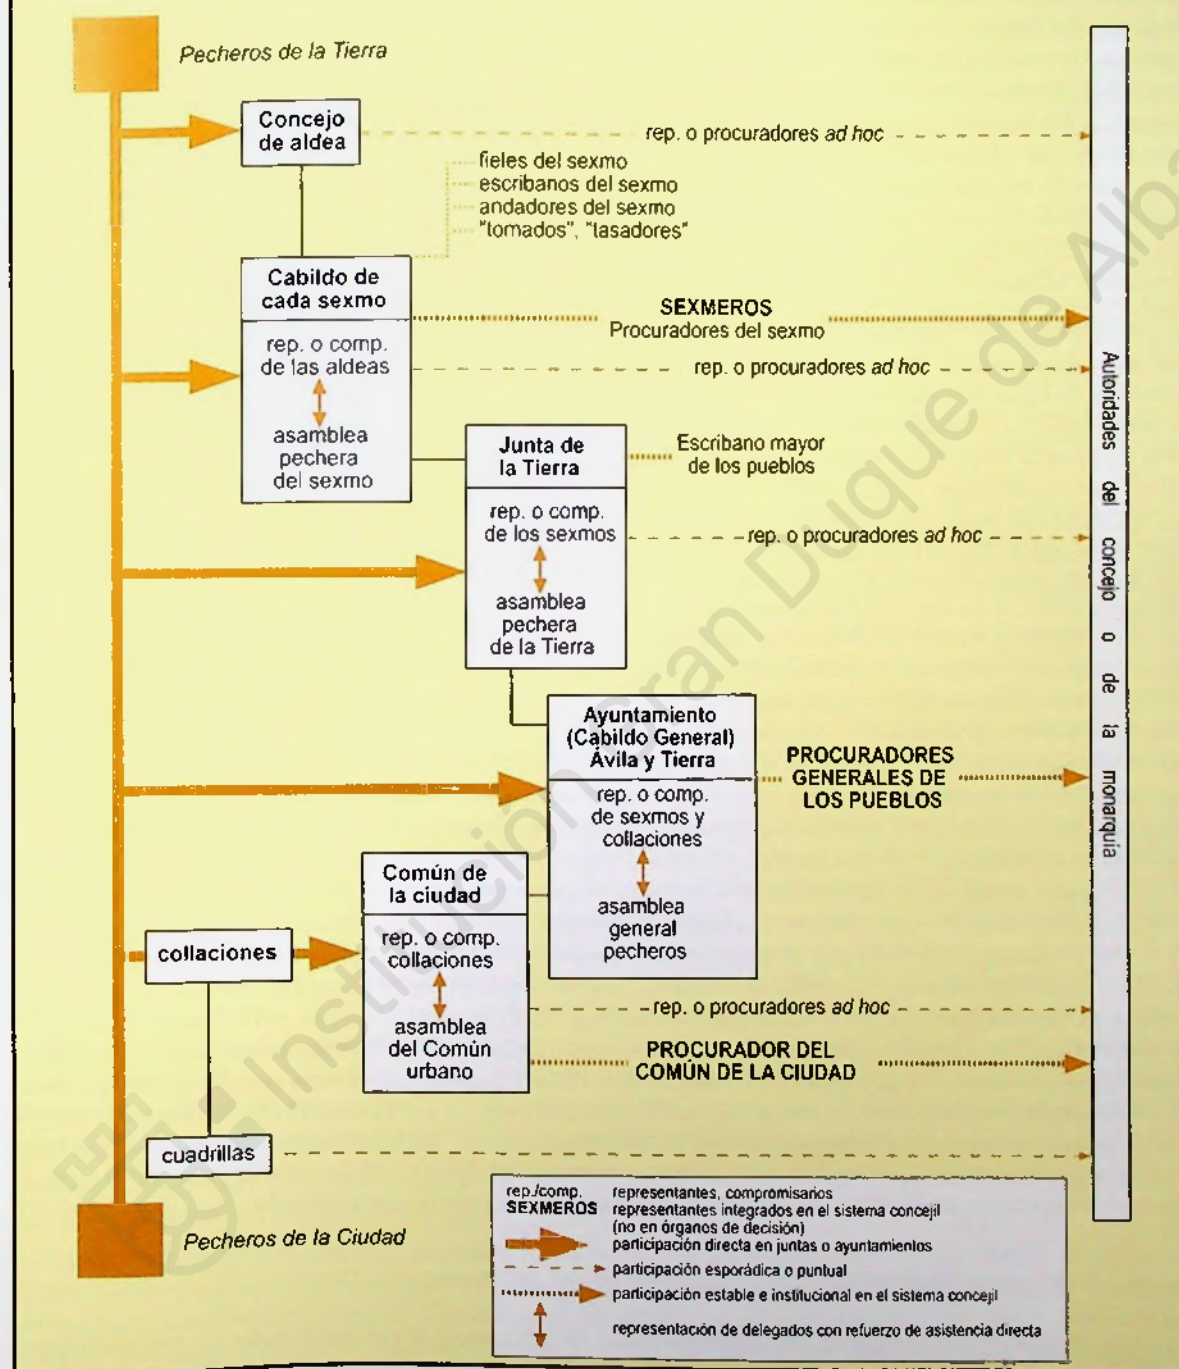 Pecheros de la Tierra
Concejo
de aldea
rep. o procuradores ad hoc
fieles del sexmo
escribanos del sexmo
andadores del sexmo
"tomados", "tasadores"
Cabildo de
cada sexmo
SEXMEROS
Procuradores del sexmo
rep. o comp.
de las aldeas
rep. o procuradores ad hoc
asamblea
pechera
del sexmo
Junta de
la Tierra
Escribano mayor
de los pueblos
rep. o comp.
de los sexmos
rep. o procuradores ad hoc
asamblea
pechera
de la Tierra
Ayuntamiento
(Cabildo General)
Ávila y Tierra
PROCURADORES
GENERALES DE
LOS PUEBLOS
rep. o comp.
de sexmos y
collaciones
asamblea
general
pecheros
Común de
la ciudad
collaciones
rep. o comp.
collaciones
asamblea
del Común
urbano
rep. o procuradores ad hoc
PROCURADOR DEL
COMÚN DE LA CIUDAD
cuadrillas
Pecheros de la Ciudad
Autoridades del concejo o de la monarquía
rep./comp. representantes, compromisarios
SEXMEROS representantes integrados en el sistema concejil
(no en órganos de decisión)
participación directa en juntas o ayuntamientos
participación esporádica o puntual
participación estable e institucional en el sistema concejil
representación de delegados con refuerzo de asistencia directa
Institución Gran Duque de Alba